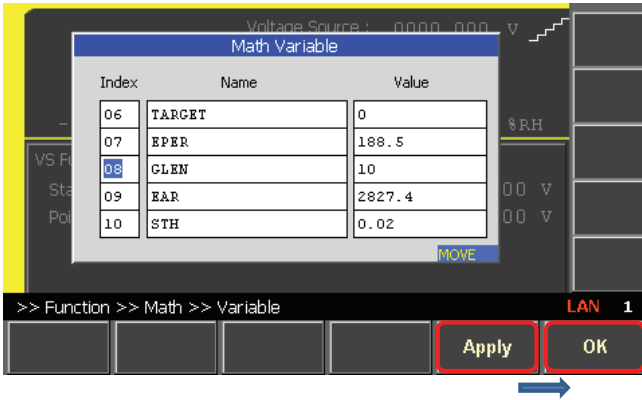 Voltage Source : 0000.000 V
Math Variable
Index Name Value
06 TARGET 0
07 EPER 188.5
08 GLEN 10
09 EAR 2827.4
10 STH 0.02
%RH
VS Fu
Sta 00 V
Poi 00 V
MOVE
>> Function >> Math >> Variable LAN 1
Apply OK